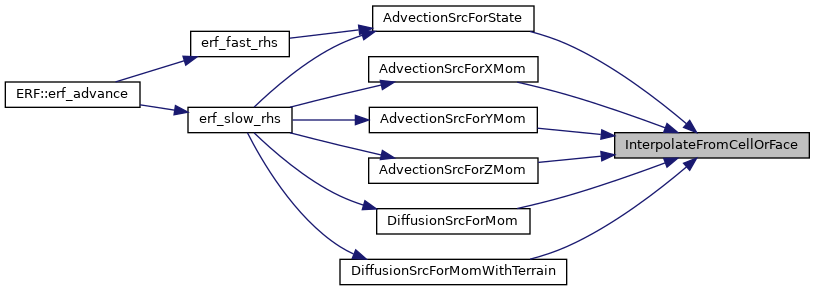 AdvectionSrcForState
erf_fast_rhs
AdvectionSrcForXMom
ERF::erf_advance
erf_slow_rhs
AdvectionSrcForYMom
InterpolateFromCellOrFace
AdvectionSrcForZMom
DiffusionSrcForMom
DiffusionSrcForMomWithTerrain